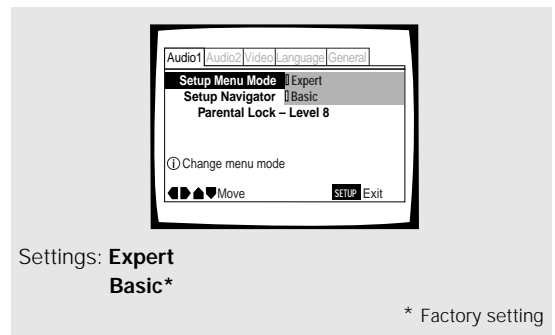 Audio1 Audio2 Video Language General
Setup Menu Mode Expert
Setup Navigator Basic
Parental Lock – Level 8
ⓘ Change menu mode
Move SETUP Exit
Settings: Expert
Basic*
* Factory setting